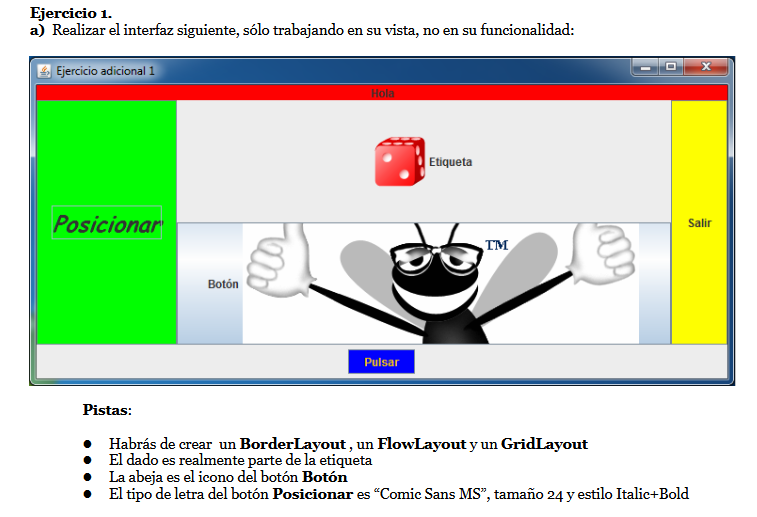 Ejercicio 1.
a) Realizar el interfaz siguiente, sólo trabajando en su vista, no en su funcionalidad:
Ejercicio adicional 1
Hola
Etiqueta
Posicionar
Salir
TM
Botón
Pulsar
Pistas:
● Habrás de crear un BorderLayout , un FlowLayout y un GridLayout
● El dado es realmente parte de la etiqueta
● La abeja es el icono del botón Botón
● El tipo de letra del botón Posicionar es “Comic Sans MS”, tamaño 24 y estilo Italic+Bold